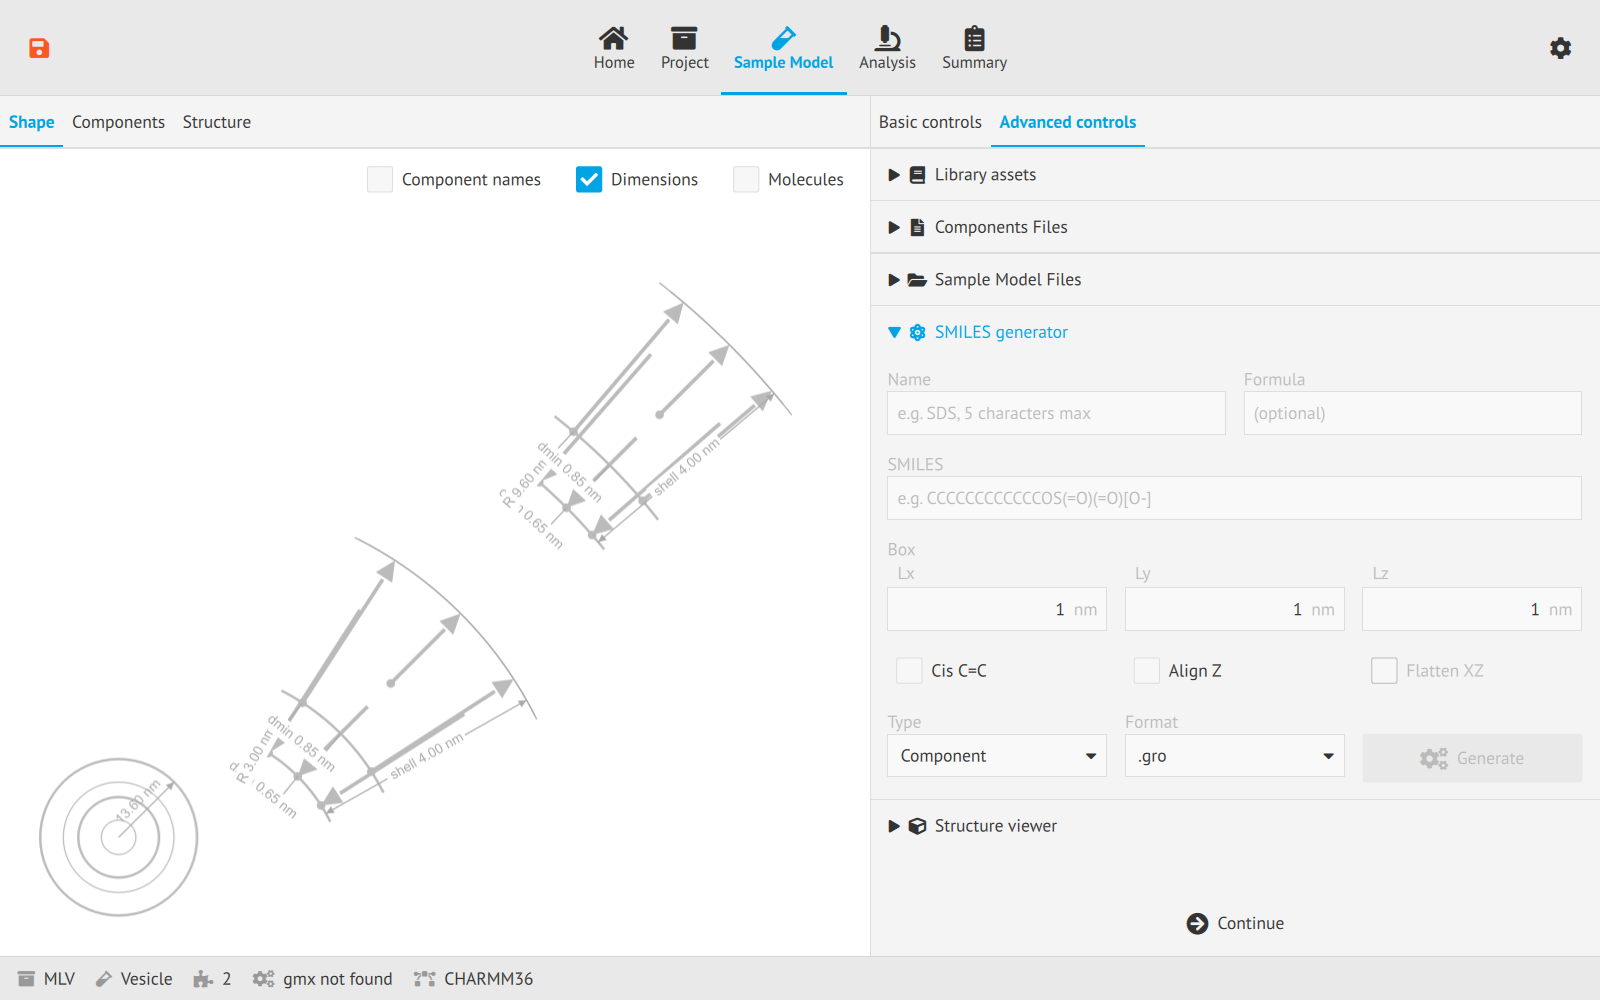 Home
Project
Sample Model
Analysis
Summary
Shape
Components
Structure
Basic controls
Advanced controls
Component names
Dimensions
Molecules
Library assets
Components Files
Sample Model Files
SMILES generator
Name
Formula
e.g. SDS, 5 characters max
(optional)
SMILES
e.g. CCCCCCCCCCCCOS(=O)(=O)[O-]
Box
Lx
Ly
Lz
1 nm
1 nm
1 nm
Cis C=C
Align Z
Flatten XZ
Type
Format
Component
.gro
Generate
Structure viewer
Continue
dmin 0.85 nm
R 9.60 nm
0.65 nm
shell 4.00 nm
dmin 0.85 nm
R 3.00 nm
0.65 nm
shell 4.00 nm
13.60 nm
MLV
Vesicle
2
gmx not found
CHARMM36